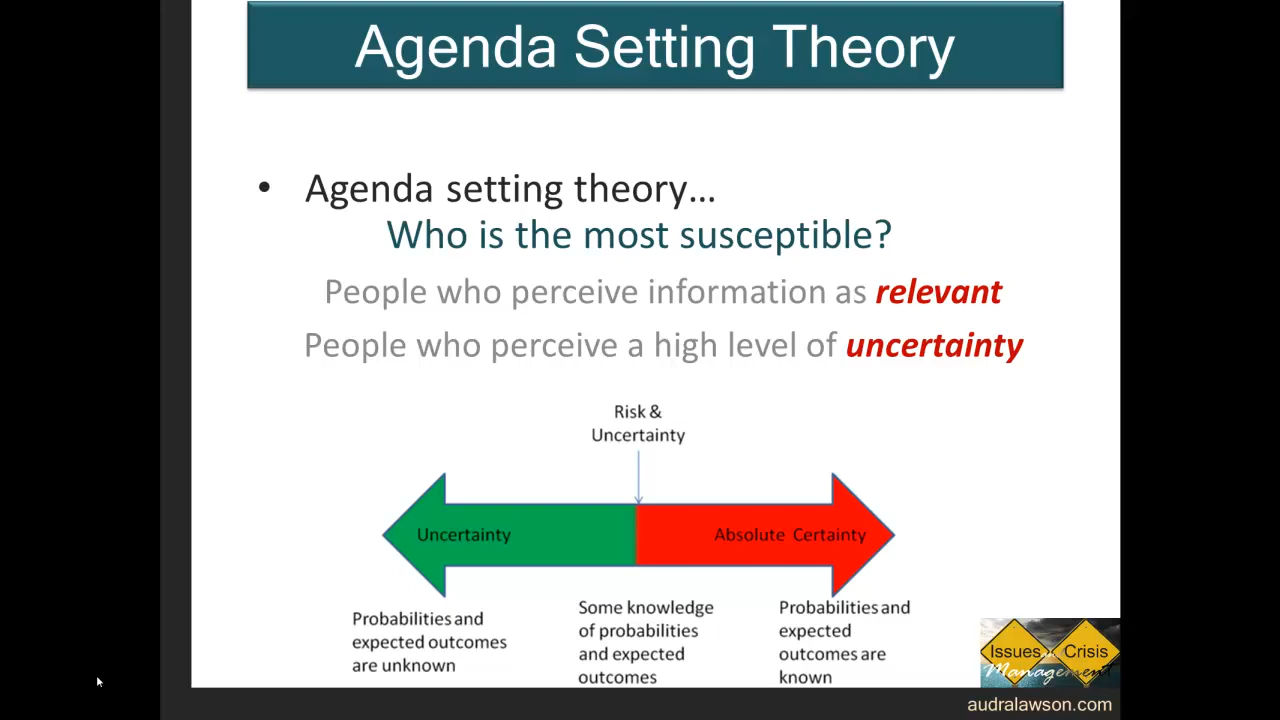 Agenda Setting Theory
• Agenda setting theory...
Who is the most susceptible?
People who perceive information as relevant
People who perceive a high level of uncertainty
Risk &
Uncertainty
Uncertainty
Absolute Certainty
Probabilities and
expected outcomes
are unknown
Some knowledge
of probabilities
and expected
outcomes
Probabilities and
expected
outcomes are
known
Issues
Crisis
Management
audralawson.com